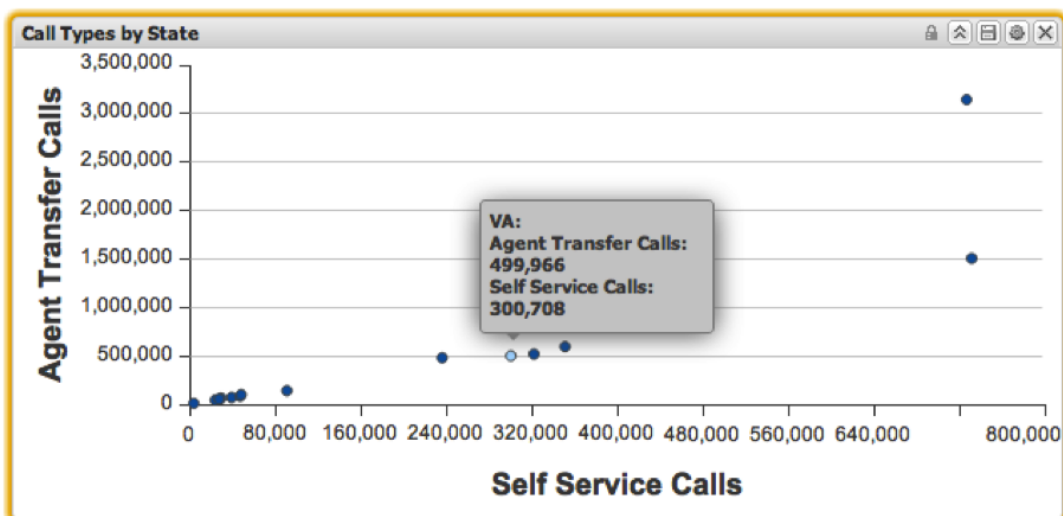 Call Types by State
3,500,000
3,000,000
2,500,000
2,000,000
1,500,000
1,000,000
500,000
0
Agent Transfer Calls
VA:
Agent Transfer Calls:
499,966
Self Service Calls:
300,708
0 80,000 160,000 240,000 320,000 400,000 480,000 560,000 640,000 800,000
Self Service Calls